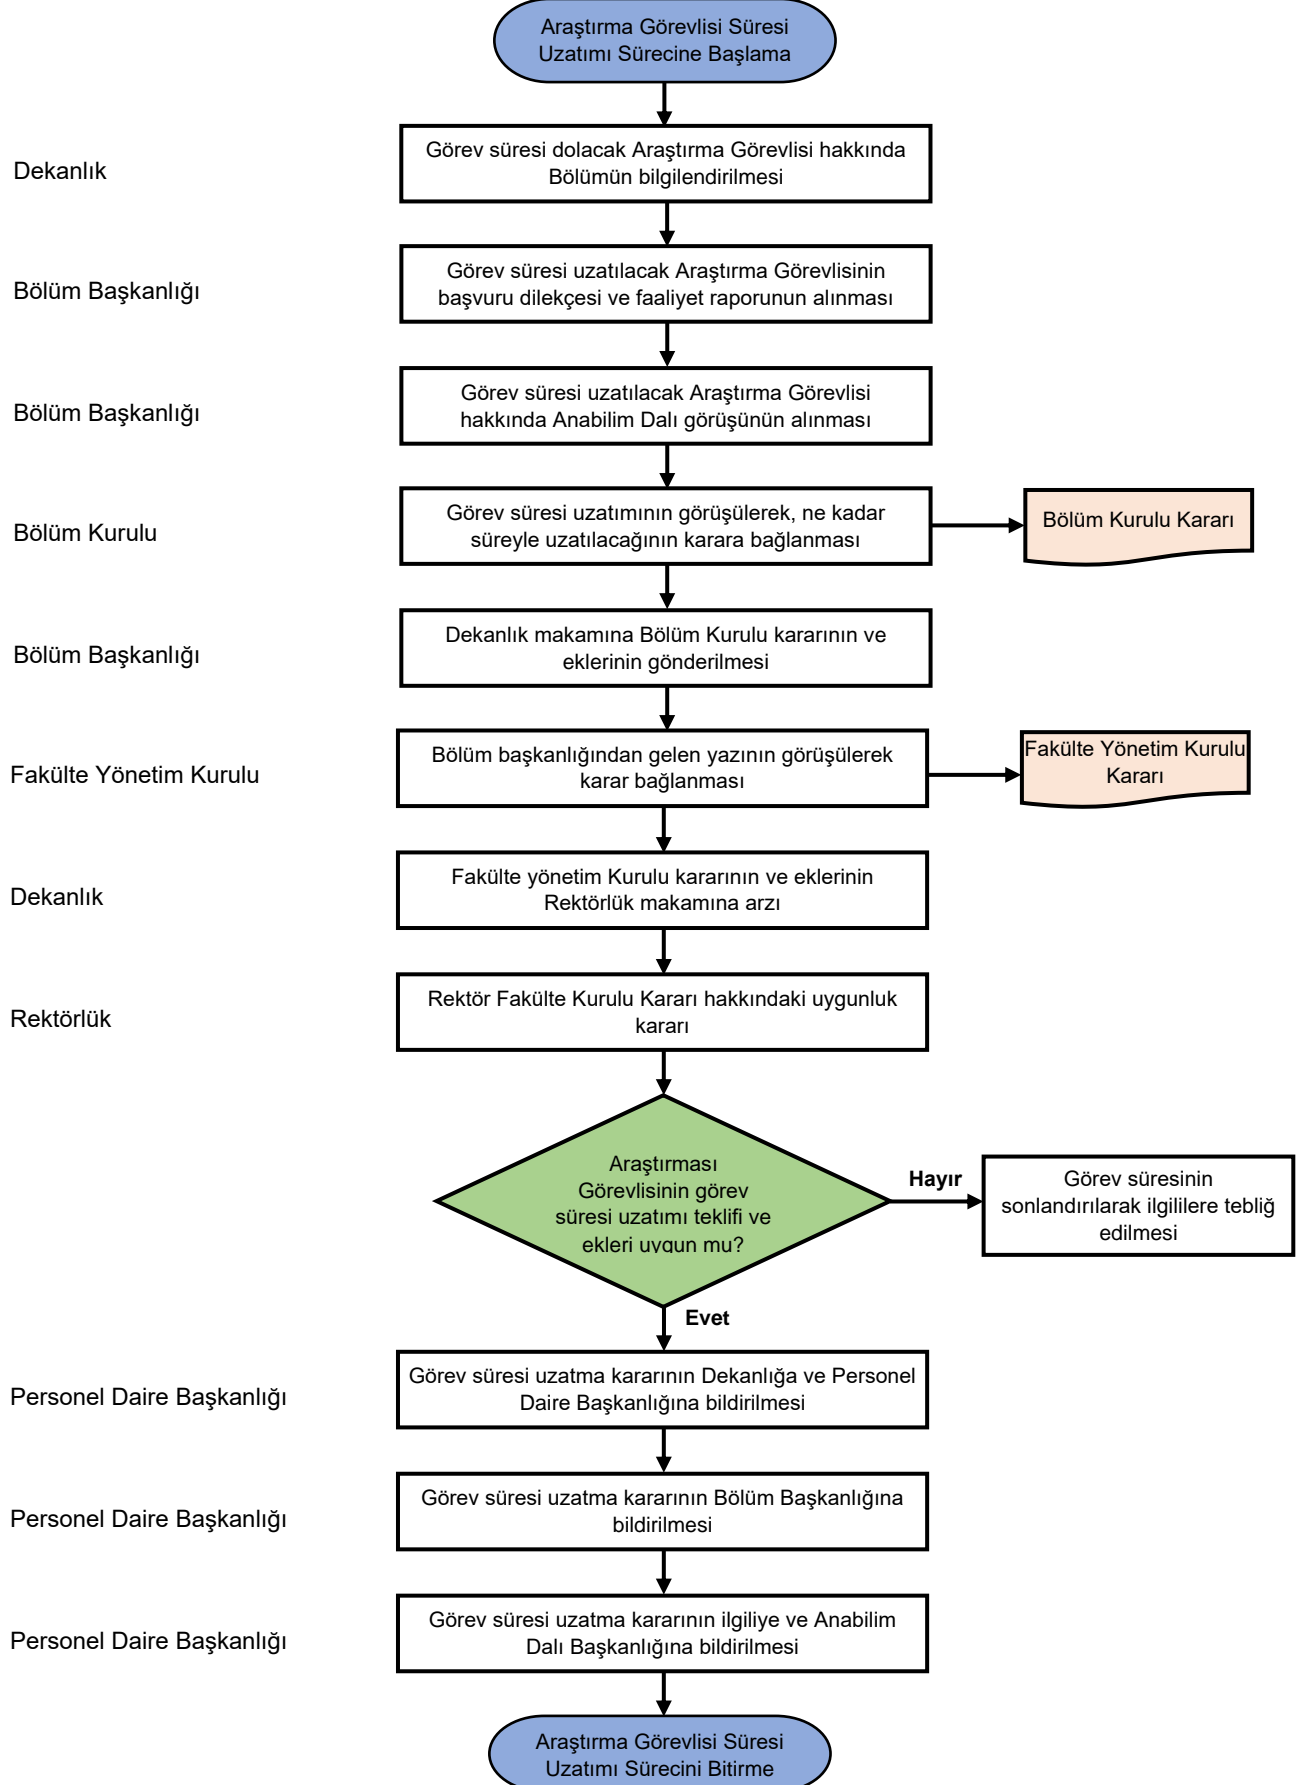 Araştırma Görevlisi Süresi
Uzatımı Sürecine Başlama
Dekanlık
Görev süresi dolacak Araştırma Görevlisi hakkında
Bölümün bilgilendirilmesi
Bölüm Başkanlığı
Görev süresi uzatılacak Araştırma Görevlisinin
başvuru dilekçesi ve faaliyet raporunun alınması
Bölüm Başkanlığı
Görev süresi uzatılacak Araştırma Görevlisi
hakkında Anabilim Dalı görüşünün alınması
Bölüm Kurulu
Görev süresi uzatımının görüşülerek, ne kadar
süreyle uzatılacağının karara bağlanması
Bölüm Kurulu Kararı
Bölüm Başkanlığı
Dekanlık makamına Bölüm Kurulu kararının ve
eklerinin gönderilmesi
Fakülte Yönetim Kurulu
Bölüm başkanlığından gelen yazının görüşülerek
karar bağlanması
Fakülte Yönetim Kurulu
Kararı
Dekanlık
Fakülte yönetim Kurulu kararının ve eklerinin
Rektörlük makamına arzı
Rektörlük
Rektör Fakülte Kurulu Kararı hakkındaki uygunluk
kararı
Araştırması
Görevlisinin görev
süresi uzatımı teklifi ve
ekleri uygun mu?
Hayır
Görev süresinin
sonlandırılarak ilgililere tebliğ
edilmesi
Evet
Personel Daire Başkanlığı
Görev süresi uzatma kararının Dekanlığa ve Personel
Daire Başkanlığına bildirilmesi
Personel Daire Başkanlığı
Görev süresi uzatma kararının Bölüm Başkanlığına
bildirilmesi
Personel Daire Başkanlığı
Görev süresi uzatma kararının ilgiliye ve Anabilim
Dalı Başkanlığına bildirilmesi
Araştırma Görevlisi Süresi
Uzatımı Sürecini Bitirme